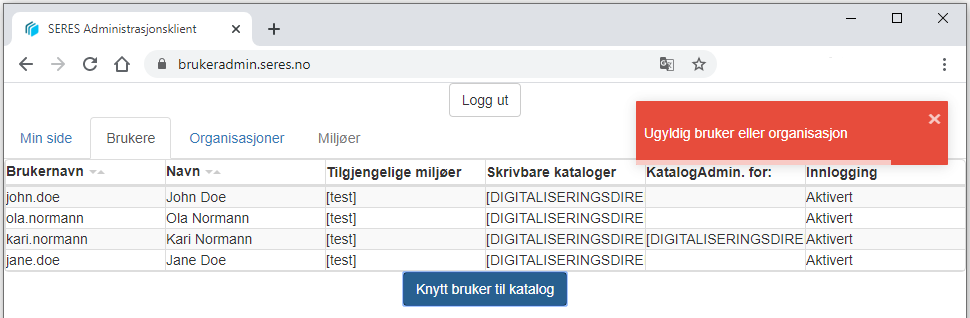 SERES Administrasjonsklient
brukeradmin.seres.no
Logg ut
Min side Brukere Organisasjoner Miljøer
Ugyldig bruker eller organisasjon
Brukernavn Navn Tilgjengelige miljøer Skrivbare kataloger KatalogAdmin. for: Innlogging
john.doe John Doe [test] [DIGITALISERINGSDIRE Aktivert
ola.normann Ola Normann [test] [DIGITALISERINGSDIRE Aktivert
kari.normann Kari Normann [test] [DIGITALISERINGSDIRE [DIGITALISERINGSDIRE Aktivert
jane.doe Jane Doe [test] [DIGITALISERINGSDIRE Aktivert
Knytt bruker til katalog